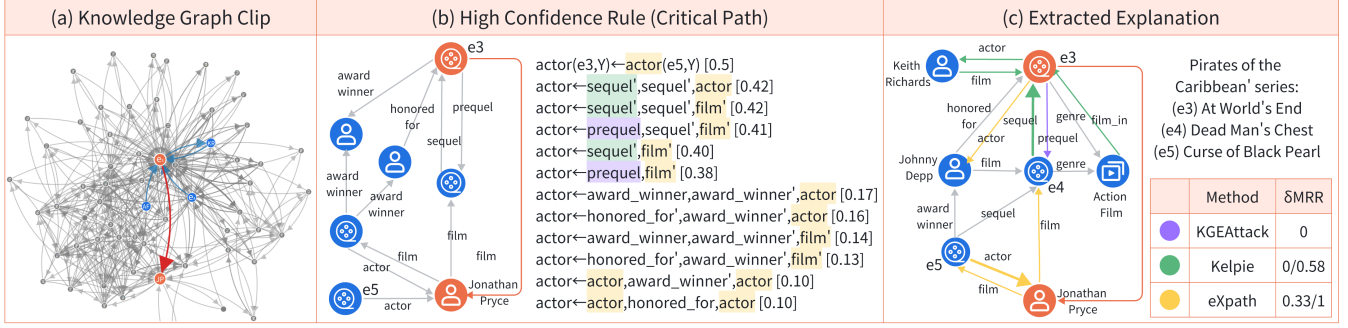 (a) Knowledge Graph Clip
e₃
JP
(b) High Confidence Rule (Critical Path)
e3
award
winner
honored
for
prequel
sequel
award
winner
award
winner
film
film
actor
film
e5
actor
Jonathan
Pryce
actor(e3,Y)←actor(e5,Y) [0.5]
actor←sequel',sequel',actor [0.42]
actor←sequel',sequel',film' [0.42]
actor←prequel,sequel',film' [0.41]
actor←sequel',film' [0.40]
actor←prequel,film' [0.38]
actor←award_winner,award_winner',actor [0.17]
actor←honored_for',award_winner',actor [0.16]
actor←award_winner,award_winner',film' [0.14]
actor←honored_for',award_winner',film' [0.13]
actor←actor,award_winner',actor [0.10]
actor←actor,honored_for,actor [0.10]
(c) Extracted Explanation
actor
e3
Keith
Richards
film
honored
for
actor
sequel
genre
film_in
prequel
Johnny
Depp
film
genre
e4
Action
Film
award
winner
sequel
film
e5
actor
film
Jonathan
Pryce
Pirates of the
Caribbean' series:
(e3) At World's End
(e4) Dead Man's Chest
(e5) Curse of Black Pearl
Method δMRR
KGEAttack 0
Kelpie 0/0.58
eXpath 0.33/1